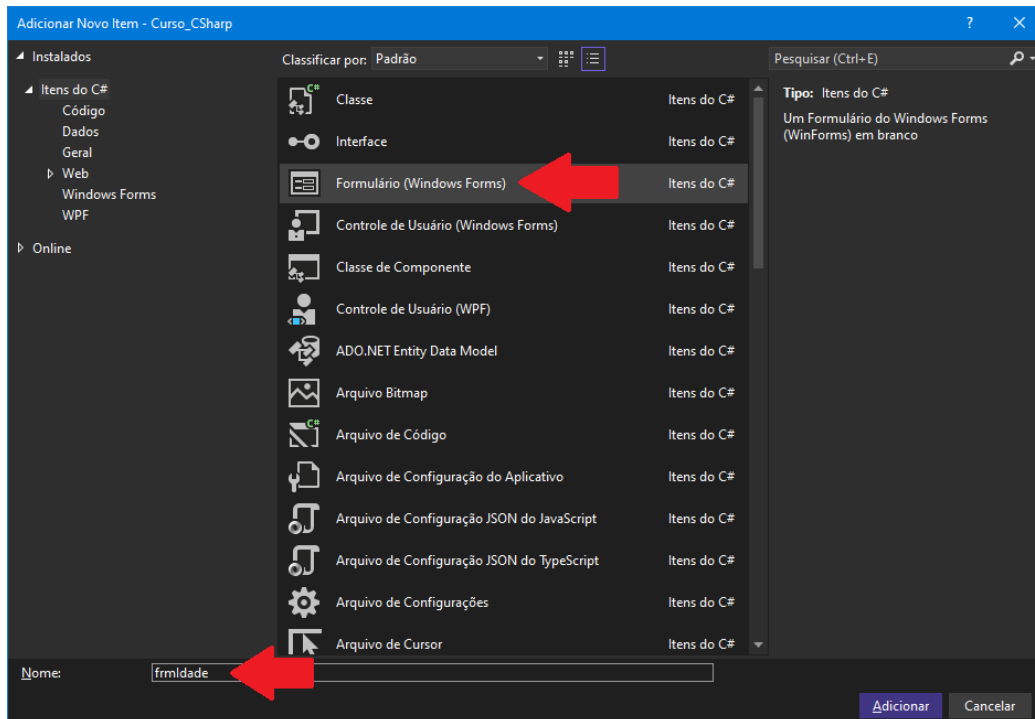 Adicionar Novo Item - Curso_CSharp
?
Instalados
Classificar por: Padrão
Pesquisar (Ctrl+E)
Itens do C#
Código
Dados
Geral
Web
Windows Forms
WPF
Online
Classe Itens do C#
Interface Itens do C#
Formulário (Windows Forms) Itens do C#
Controle de Usuário (Windows Forms) Itens do C#
Classe de Componente Itens do C#
Controle de Usuário (WPF) Itens do C#
ADO.NET Entity Data Model Itens do C#
Arquivo Bitmap Itens do C#
Arquivo de Código Itens do C#
Arquivo de Configuração do Aplicativo Itens do C#
Arquivo de Configuração JSON do JavaScript Itens do C#
Arquivo de Configuração JSON do TypeScript Itens do C#
Arquivo de Configurações Itens do C#
Arquivo de Cursor Itens do C#
Tipo: Itens do C#
Um Formulário do Windows Forms
(WinForms) em branco
Nome: frmIdade
Adicionar Cancelar